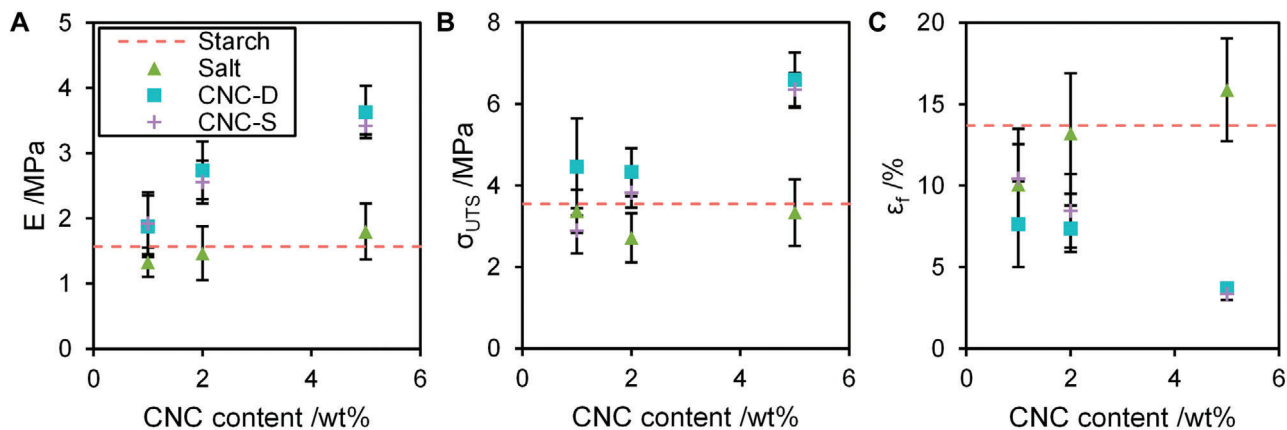 A
5
4
3
2
1
0
E /MPa
Starch
Salt
CNC-D
CNC-S
0 2 4 6
CNC content /wt%
B
8
6
4
2
0
σUTS /MPa
0 2 4 6
CNC content /wt%
C
20
15
10
5
0
εf /%
0 2 4 6
CNC content /wt%